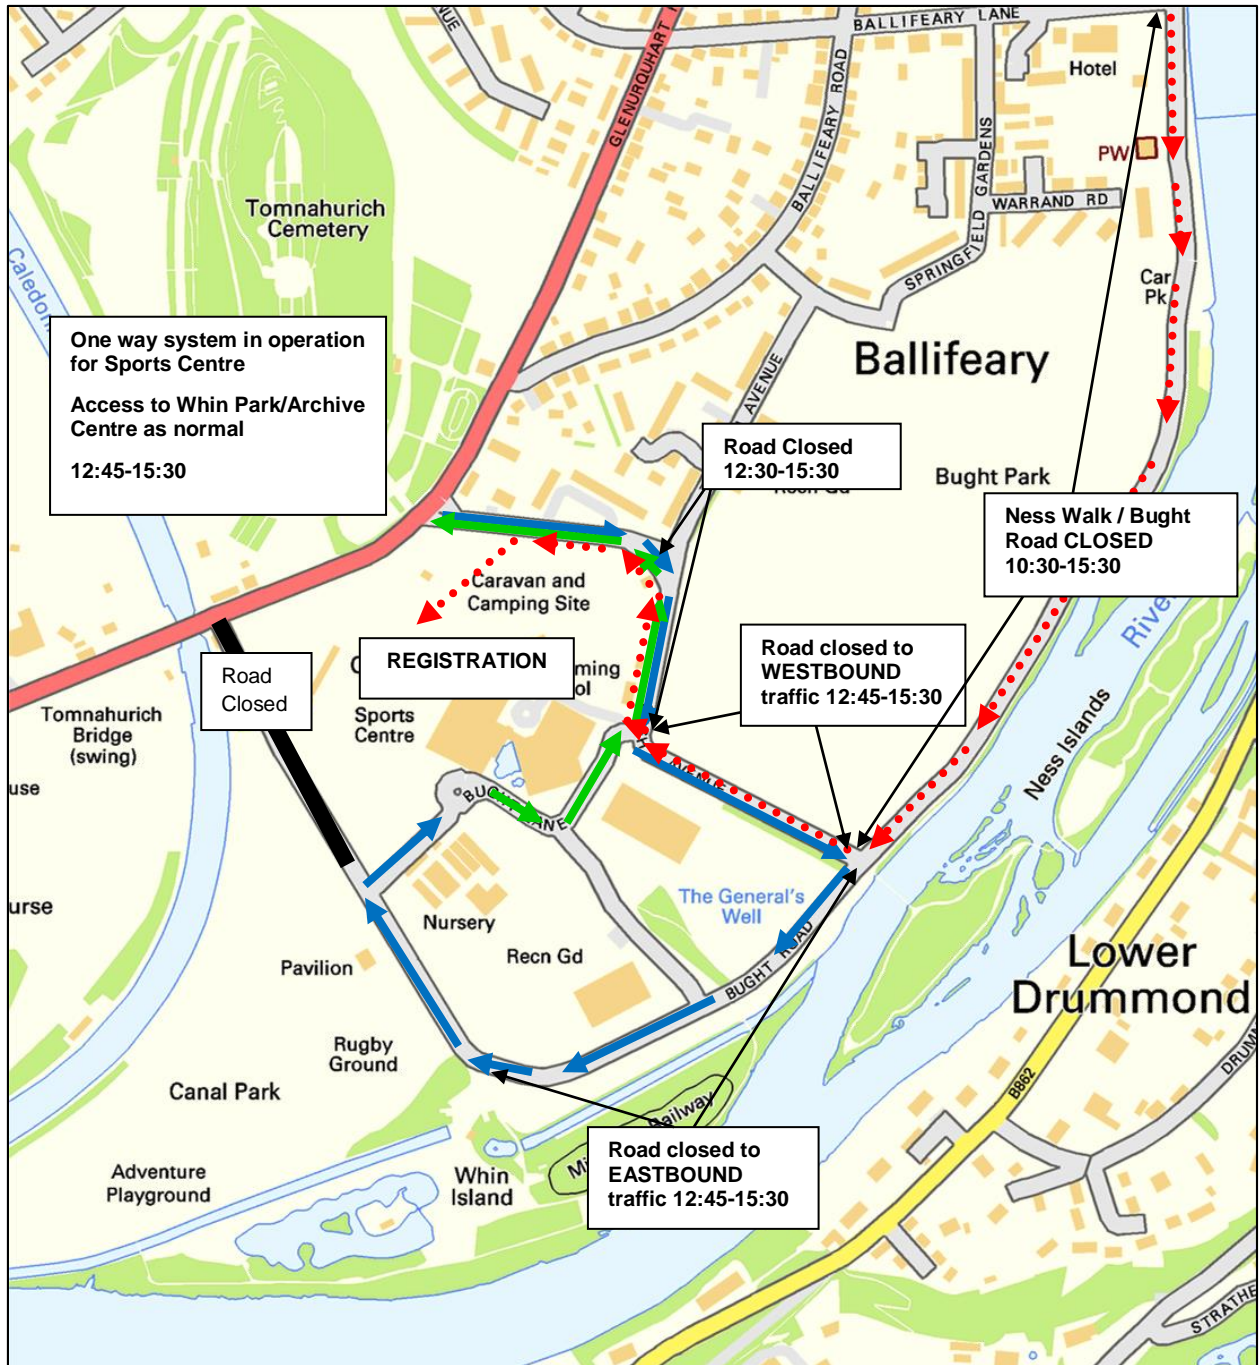 BALLIFEARY LANE
GLENURQUHART
BALLIFEARY ROAD
Hotel
PW
SPRINGFIELD GARDENS
WARRAND RD
Tomnahurich
Cemetery
Car
Pk
One way system in operation
for Sports Centre
Access to Whin Park/Archive
Centre as normal
12:45-15:30
Ballifeary
AVENUE
Road Closed
12:30-15:30
Bught Park
Ness Walk / Bught
Road CLOSED
10:30-15:30
Caravan and
Camping Site
REGISTRATION
Road closed to
WESTBOUND
traffic 12:45-15:30
Road
Closed
Tomnahurich
Bridge
(swing)
Sports
Centre
Ness Islands
The General's
Well
Nursery
Recn Gd
Pavilion
BUGHT ROAD
Lower
Drummond
Rugby
Ground
Canal Park
B862
Road closed to
EASTBOUND
traffic 12:45-15:30
Adventure
Playground
Whin
Island